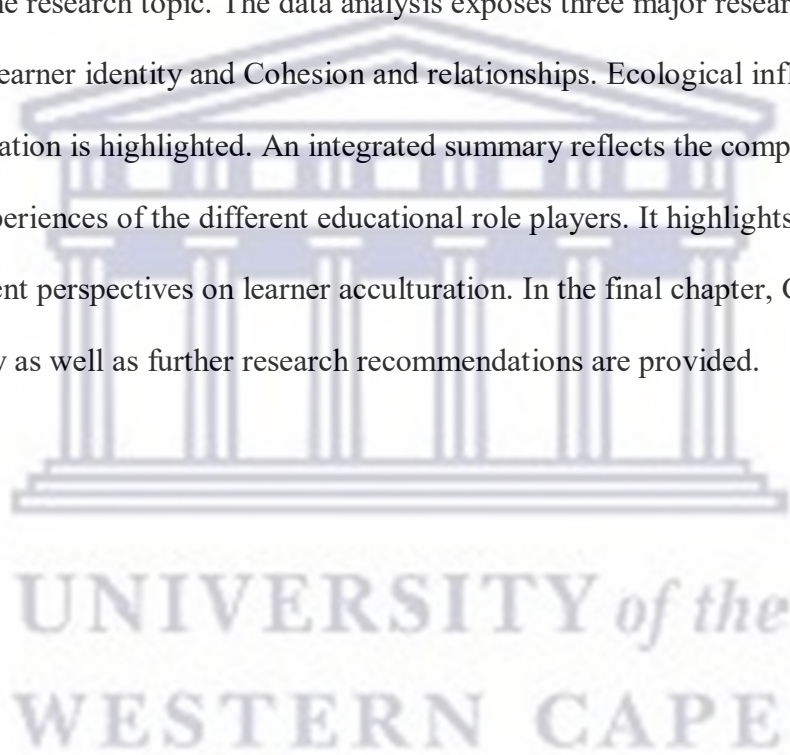 e research topic. The data analysis exposes three major resear
earner identity and Cohesion and relationships. Ecological infl
ation is highlighted. An integrated summary reflects the comp
periences of the different educational role players. It highlights
ent perspectives on learner acculturation. In the final chapter, C
y as well as further research recommendations are provided.
UNIVERSITY of the
WESTERN CAPE